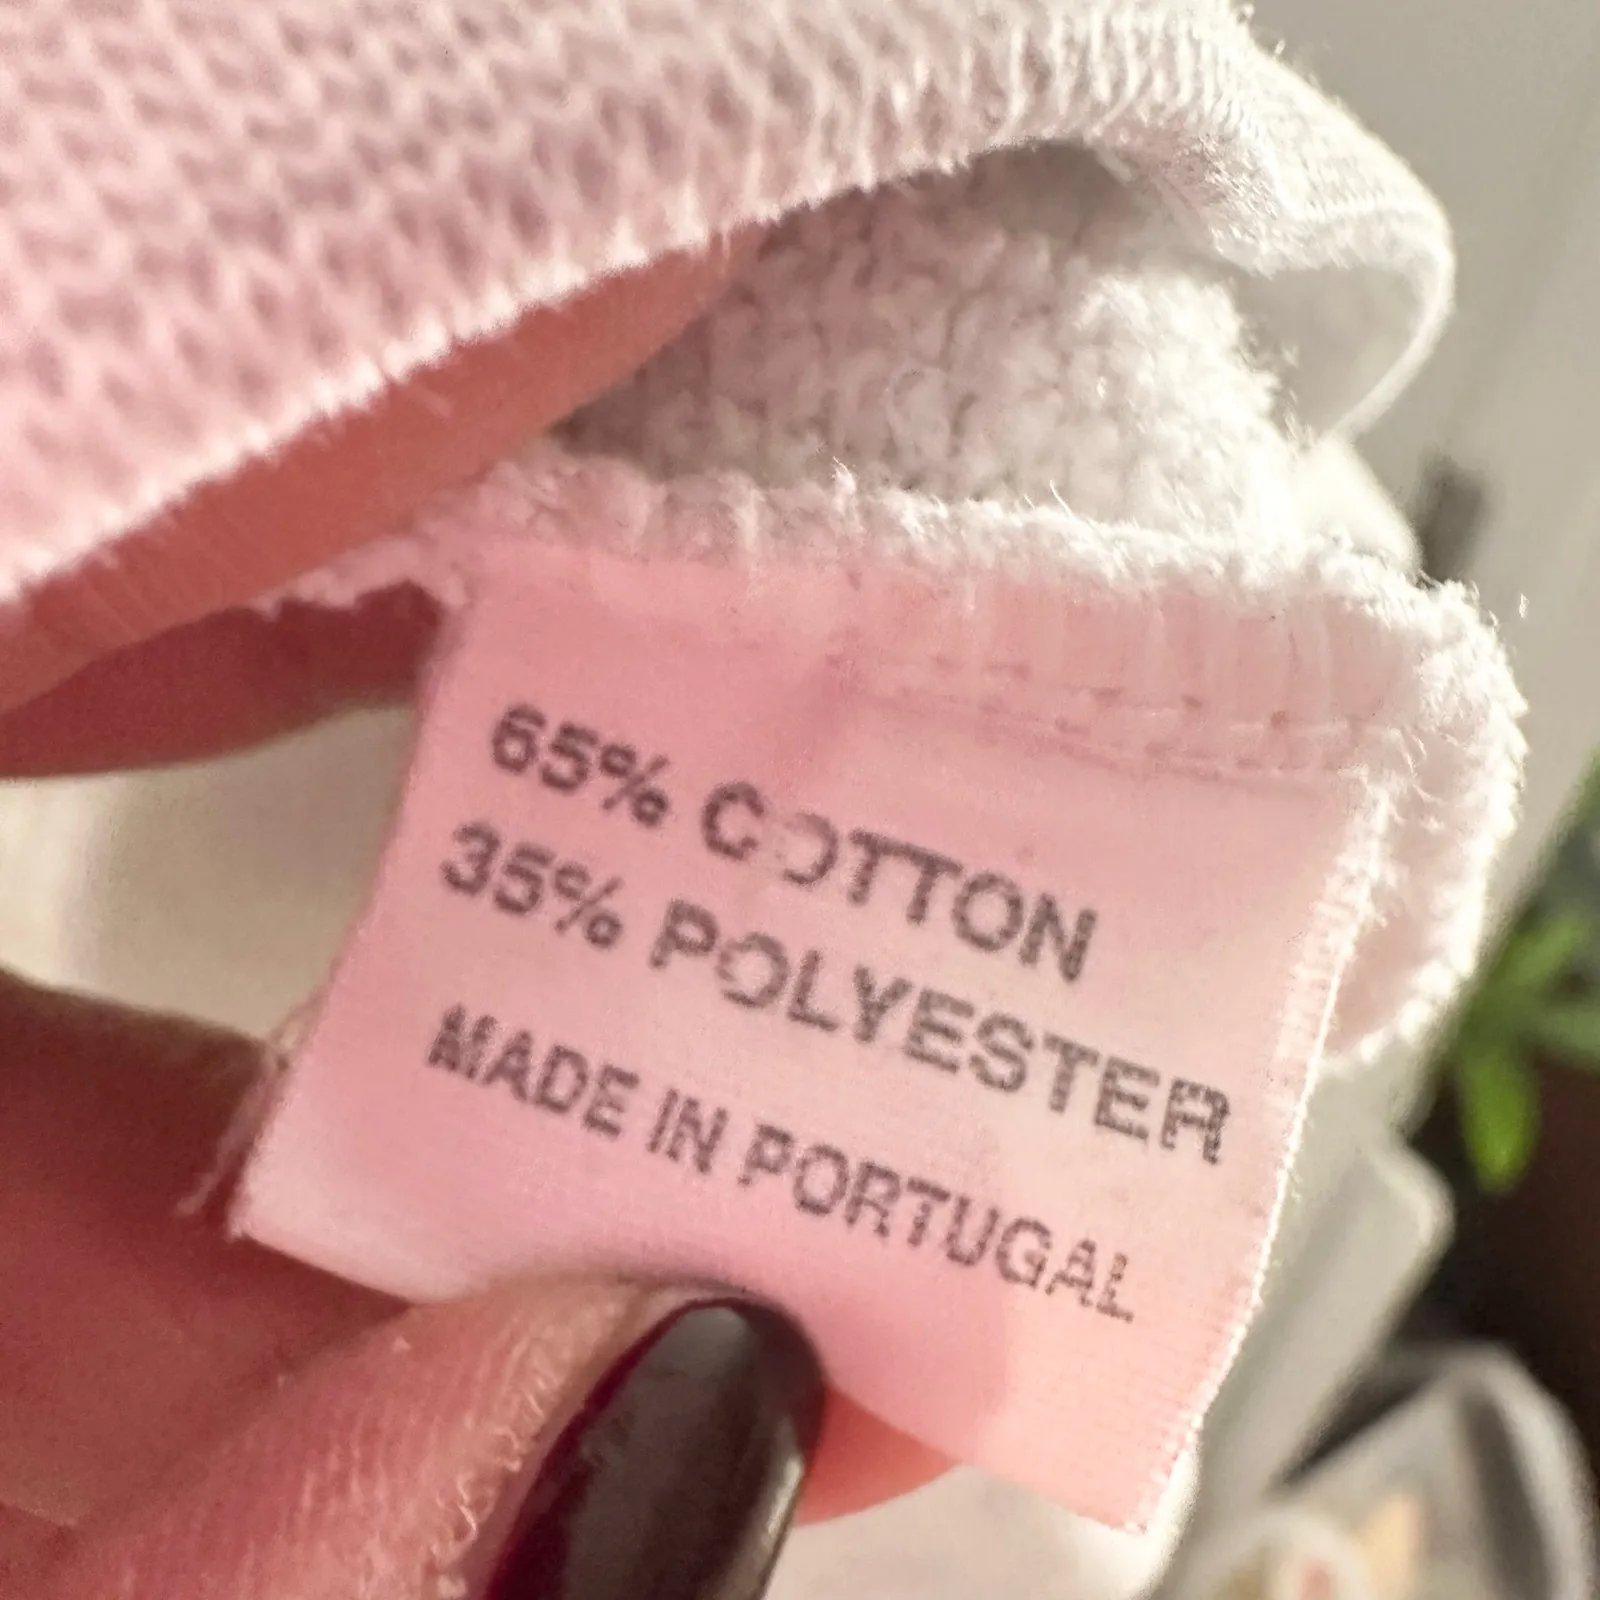 65% COTTON
35% POLYESTER
MADE IN PORTUGAL